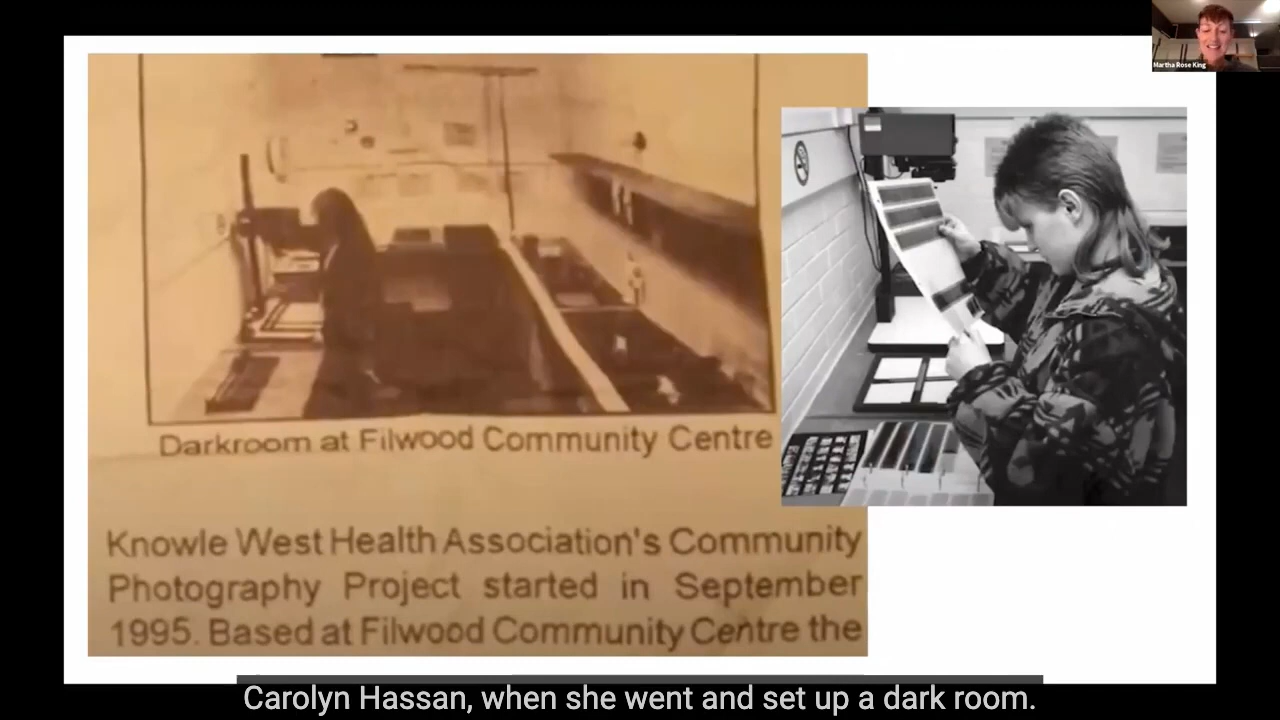 Martha Rose King
Darkroom at Filwood Community Centre
Knowle West Health Association's Community
Photography Project started in September
1995. Based at Filwood Community Centre the
Carolyn Hassan, when she went and set up a dark room.